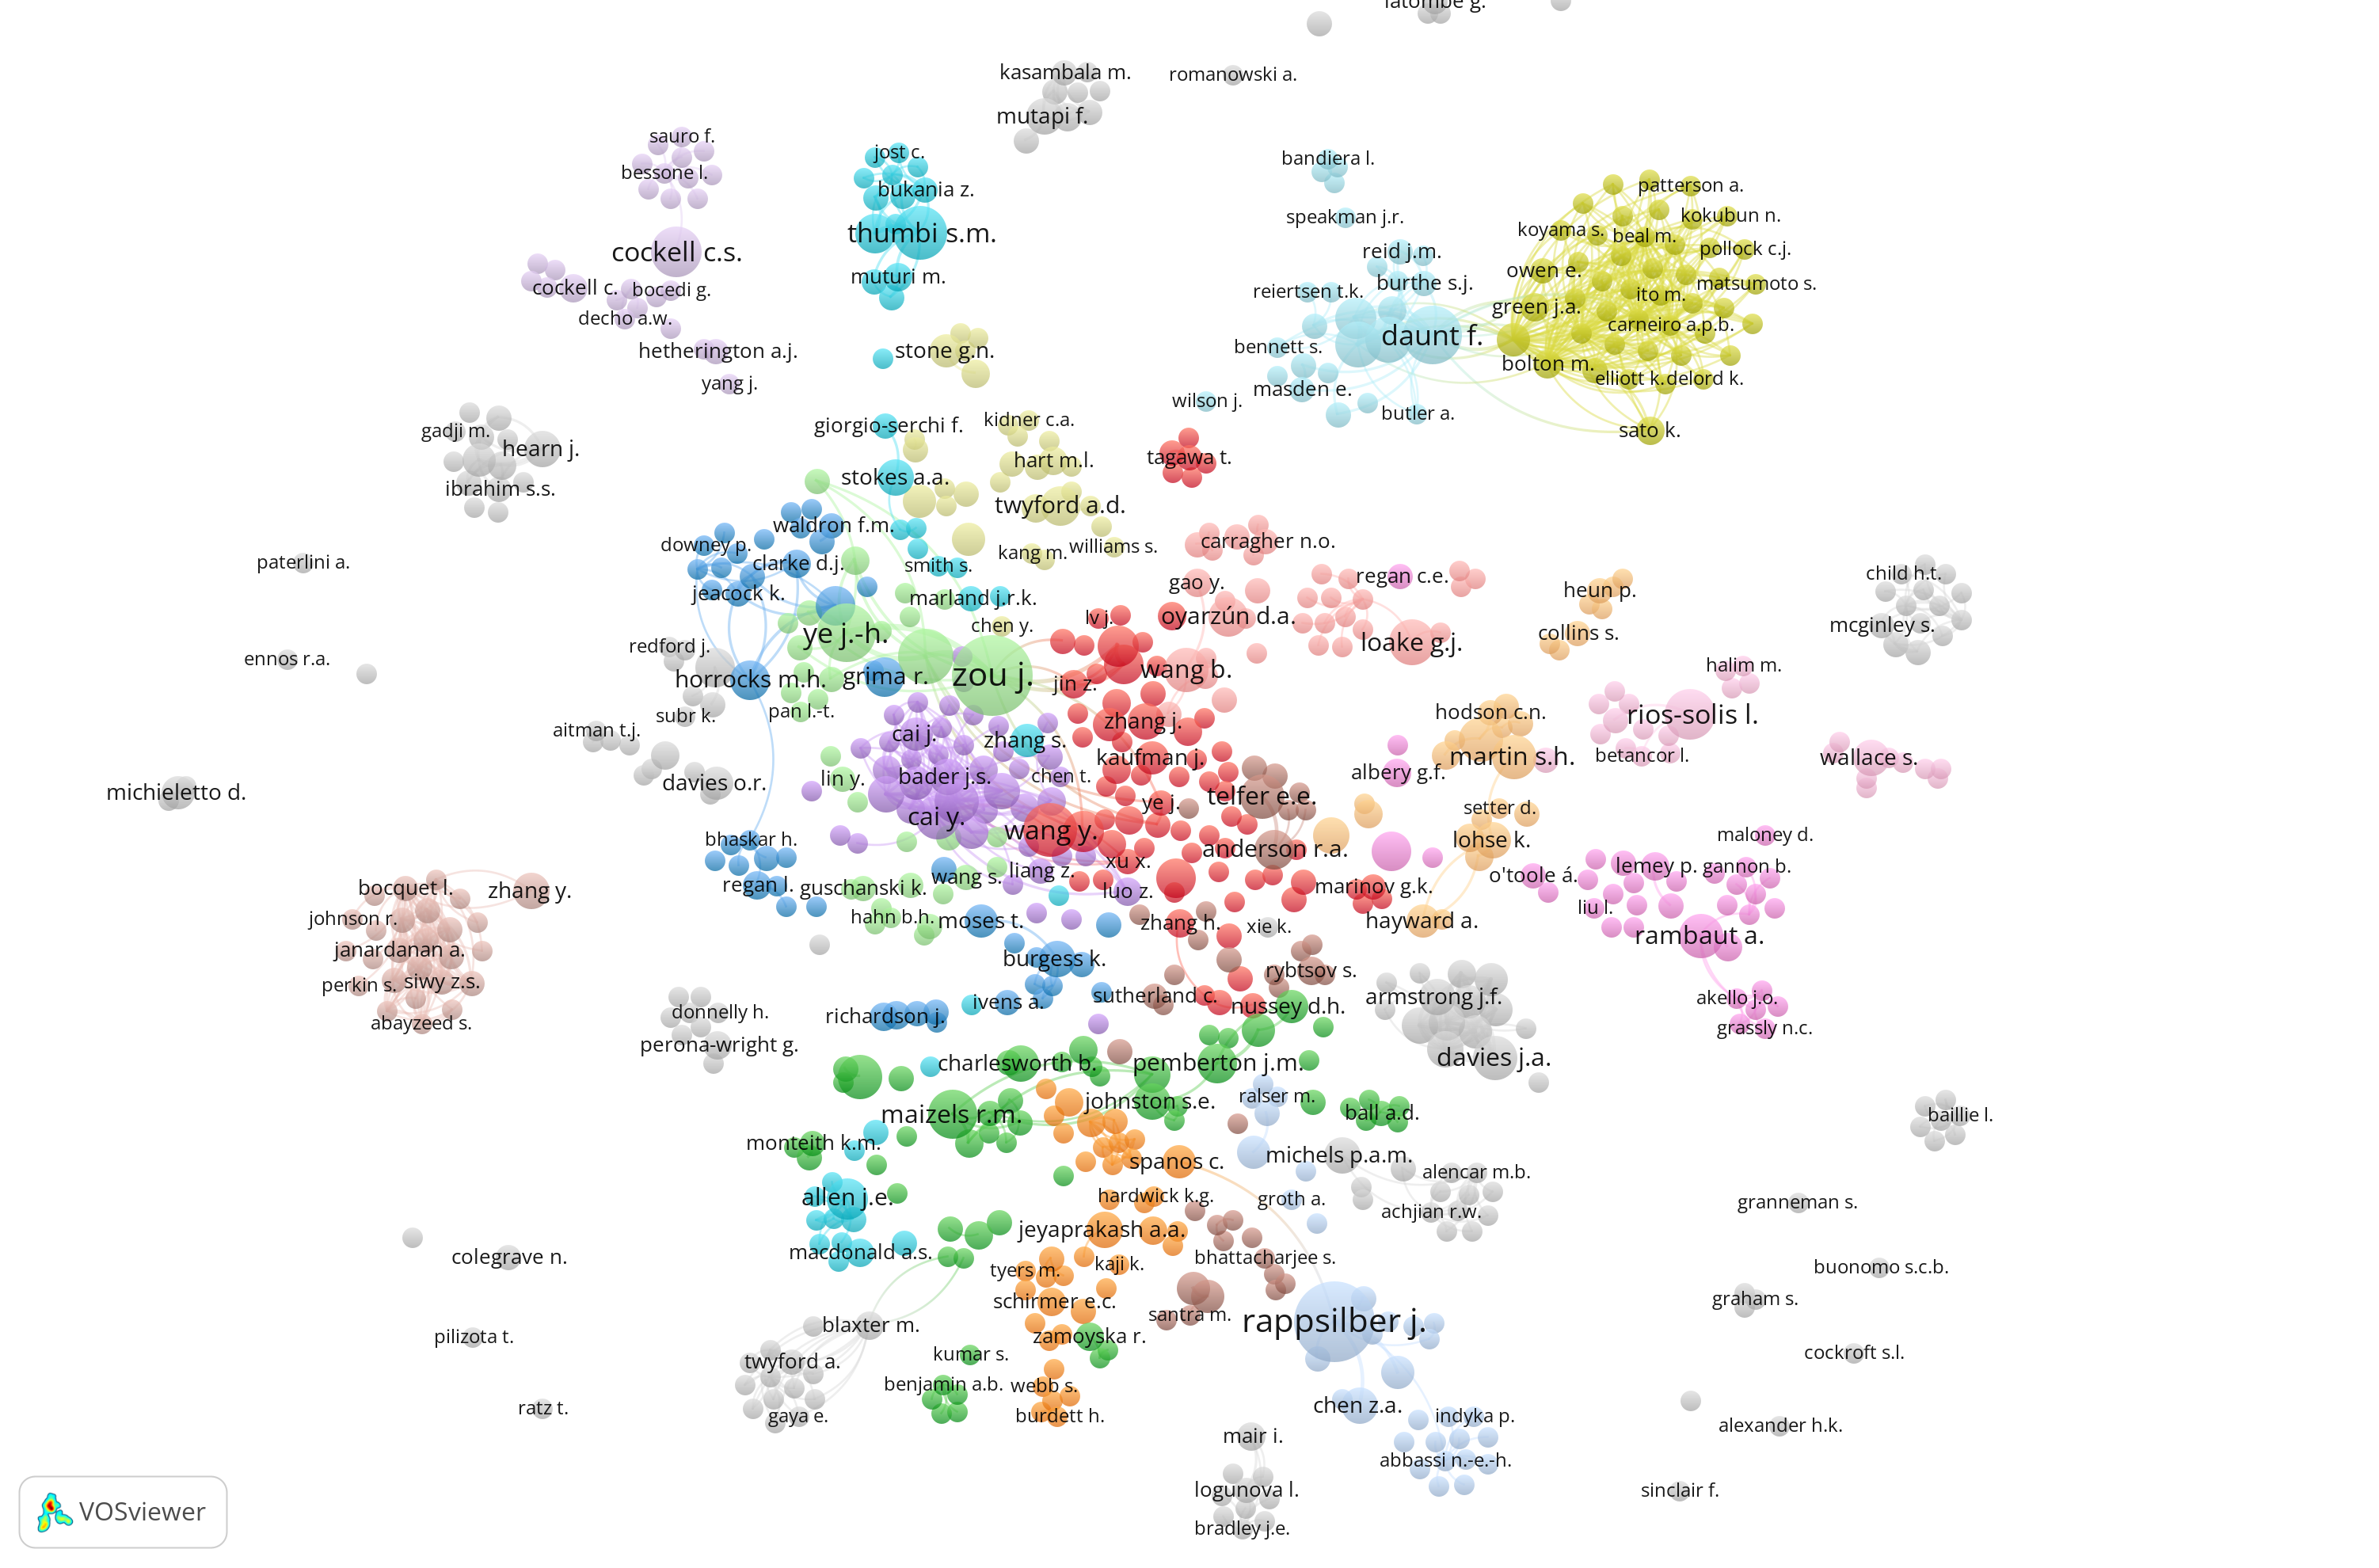 latombe g.
kasambala m.
romanowski a.
mutapi f.
sauro f.
jost c.
bandiera l.
bessone l.
bukania z.
patterson a.
speakman j.r.
kokubun n.
thumbi s.m.
koyama s.
beal m.
cockell c.s.
reid j.m.
pollock c.j.
muturi m.
owen e.
cockell c.
bocedi g.
reiertsen t.k.
burthe s.j.
matsumoto s.
ito m.
green j.a.
decho a.w.
carneiro a.p.b.
daunt f.
hetherington a.j.
stone g.n.
bennett s.
bolton m.
yang j.
masden e.
elliott k.
delord k.
wilson j.
butler a.
giorgio-serchi f.
kidner c.a.
gadji m.
sato k.
hearn j.
hart m.l.
tagawa t.
stokes a.a.
ibrahim s.s.
twyford a.d.
waldron f.m.
downey p.
carragher n.o.
kang m.
williams s.
paterlini a.
clarke d.j.
smith s.
child h.t.
gao y.
regan c.e.
jeacock k.
marland j.r.k.
heun p.
lv j.
oyarzún d.a.
chen y.
mcginley s.
ye j.-h.
collins s.
redford j.
loake g.j.
ennos r.a.
zou j.
wang b.
halim m.
horrocks m.h.
grima r.
jin z.
subr k.
pan l.-t.
hodson c.n.
rios-solis l.
aitman t.j.
cai j.
zhang s.
zhang j.
kaufman j.
martin s.h.
betancor l.
wallace s.
davies o.r.
lin y.
bader j.s.
chen t.
albery g.f.
michieletto d.
telfer e.e.
ye j.
setter d.
cai y.
wang y.
bhaskar h.
anderson r.a.
lohse k.
maloney d.
xu x.
lemey p.
gannon b.
bocquet l.
zhang y.
regan l.
guschanski k.
wang s.
liang z.
luo z.
marinov g.k.
o'toole á.
johnson r.
hahn b.h.
moses t.
zhang h.
xie k.
hayward a.
liu l.
rambaut a.
janardanan a.
burgess k.
rybtsov s.
perkin s.
siwy z.s.
sutherland c.
armstrong j.f.
akello j.o.
abayzeed s.
donnelly h.
richardson j.
ivens a.
nussey d.h.
grassly n.c.
perona-wright g.
charlesworth b.
pemberton j.m.
davies j.a.
maizels r.m.
johnston s.e.
ralser m.
ball a.d.
baillie l.
monteith k.m.
spanos c.
michels p.a.m.
alencar m.b.
allen j.e.
hardwick k.g.
groth a.
achjian r.w.
granneman s.
jeyaprakash a.a.
colegrave n.
macdonald a.s.
tyers m.
kaji k.
bhattacharjee s.
buonomo s.c.b.
schirmer e.c.
santra m.
graham s.
pilizota t.
blaxter m.
zamoyska r.
rappsilber j.
twyford a.
kumar s.
cockroft s.l.
benjamin a.b.
webb s.
ratz t.
gaya e.
burdett h.
chen z.a.
indyka p.
alexander h.k.
mair i.
abbassi n.-e.-h.
logunova l.
sinclair f.
VOSviewer
bradley j.e.